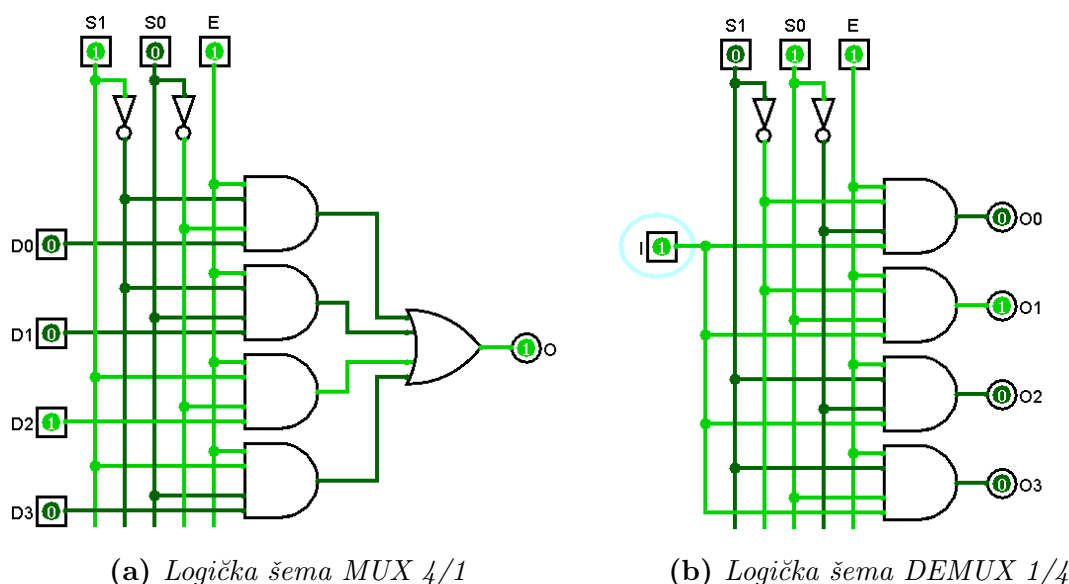 S1 S0 E
1 0 1
D0 0
D1 0
D2 1
D3 0
1 O
(a) Logička šema MUX 4/1
S1 S0 E
0 1 1
I 1
0 O0
1 O1
0 O2
0 O3
(b) Logička šema DEMUX 1/4